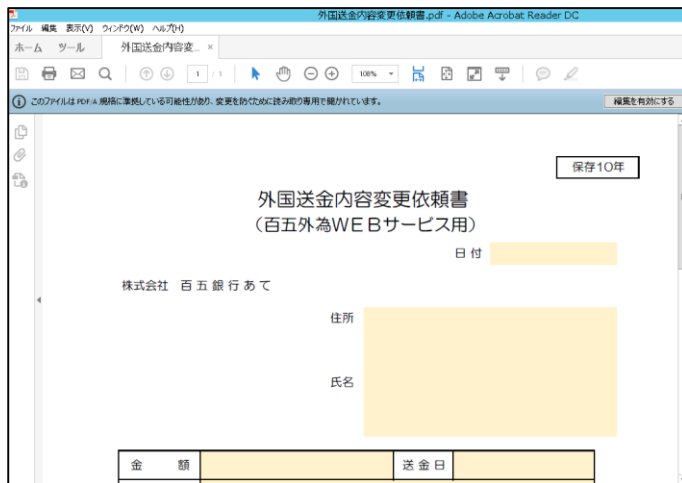 外国送金内容変更依頼書.pdf - Adobe Acrobat Reader DC
ファイル 編集 表示(V) ウィンドウ(W) ヘルプ(H)
ホーム ツール 外国送金内容変... ×
1 / 1 108%
このファイルは PDF/A 規格に準拠している可能性があり、変更を防ぐために読み取り専用で開かれています。 編集を有効にする
保存10年
外国送金内容変更依頼書
（百五外為ＷＥＢサービス用）
日付
株式会社 百五銀行あて
住所
氏名
金 額 送金日